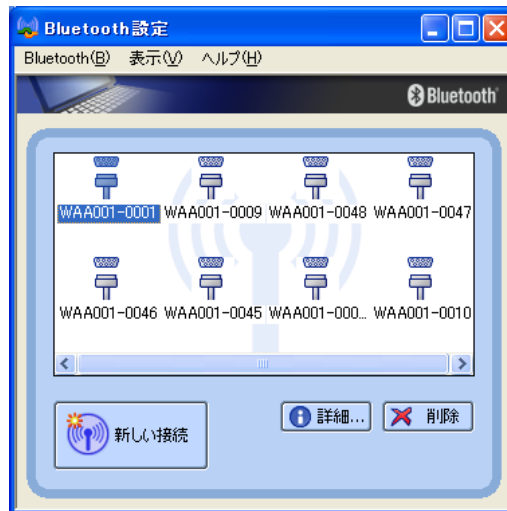 Bluetooth設定
Bluetooth(B) 表示(V) ヘルプ(H)
Bluetooth
WAA001-0001 WAA001-0009 WAA001-0048 WAA001-0047
WAA001-0046 WAA001-0045 WAA001-000... WAA001-0010
新しい接続
詳細...
削除